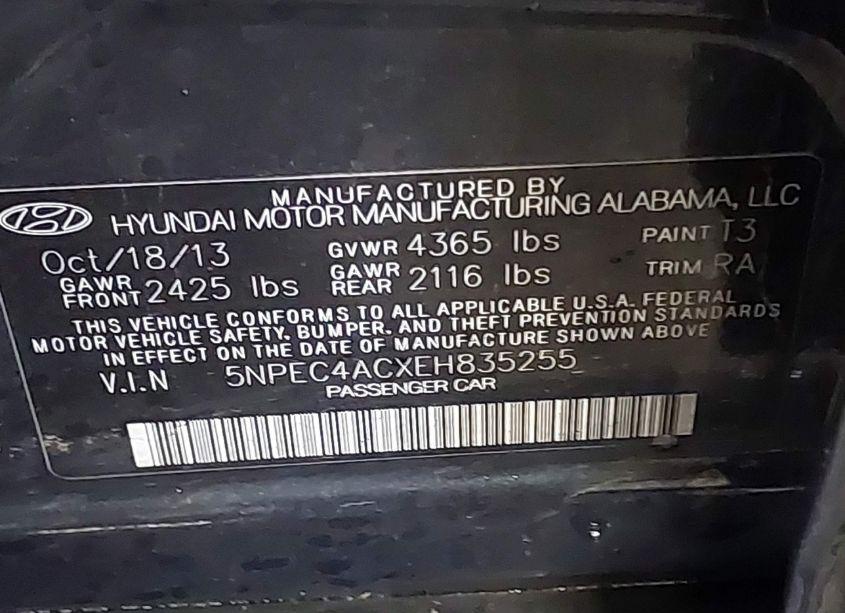 MANUFACTURED BY
HYUNDAI MOTOR MANUFACTURING ALABAMA, LLC
Oct/18/13 GVWR 4365 lbs PAINT T3
GAWR FRONT 2425 lbs GAWR REAR 2116 lbs TRIM RA
THIS VEHICLE CONFORMS TO ALL APPLICABLE U.S.A. FEDERAL
MOTOR VEHICLE SAFETY, BUMPER, AND THEFT PREVENTION STANDARDS
IN EFFECT ON THE DATE OF MANUFACTURE SHOWN ABOVE
V.I.N 5NPEC4ACXEH835255
PASSENGER CAR